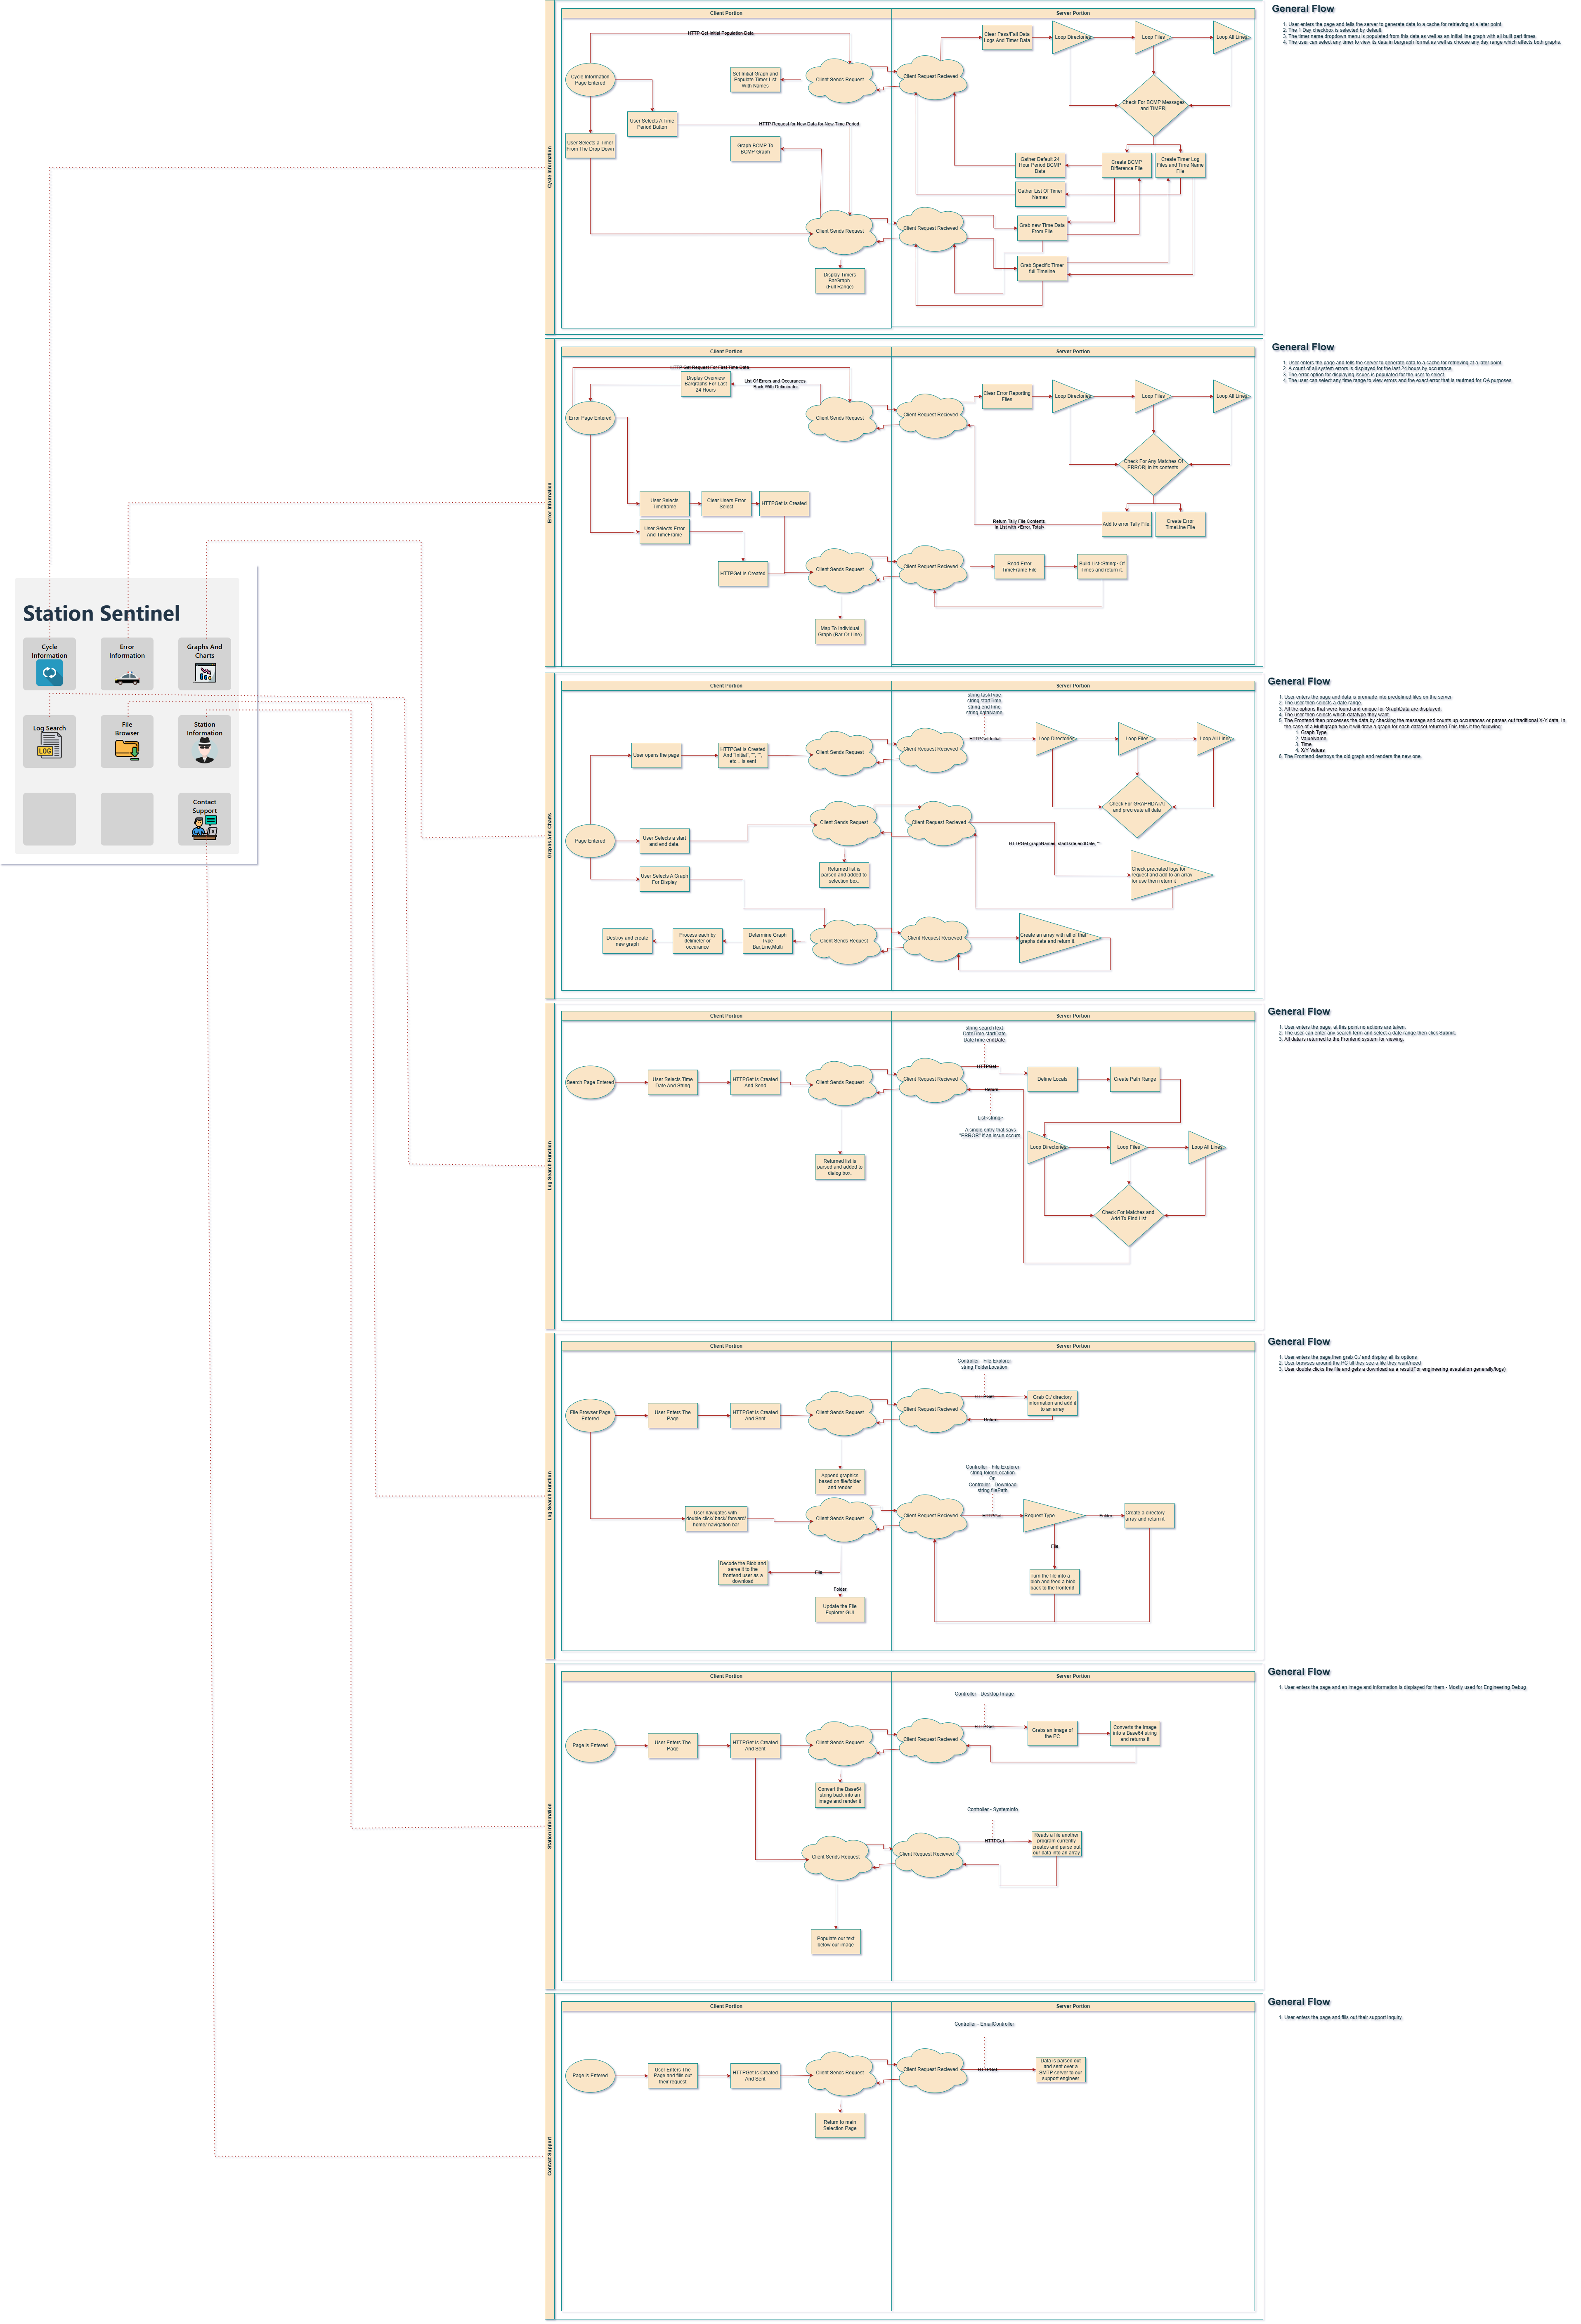 Station Sentinel
Cycle
Information
Error
Information
Graphs And
Charts
Log Search
LOG
File
Browser
Station
Information
Contact
Support
Cycle Information
Client Portion
Server Portion
HTTP Get Initial Population Data
Cycle Information
Page Entered
User Selects a Timer
From The Drop Down
User Selects A Time
Period Button
Set Initial Graph and
Populate Timer List
With Names
Client Sends Request
Client Request Recieved
Clear Pass/Fail Data
Logs And Timer Data
Loop Directories
Loop Files
Loop All Lines
Check For BCMP Messages
and TIMER|
HTTP Request for New Data for New Time Period
Graph BCMP To
BCMP Graph
Gather Default 24
Hour Period BCMP
Data
Create BCMP
Difference File
Create Timer Log
Files and Time Name
File
Gather List Of Timer
Names
Client Sends Request
Client Request Recieved
Grab new Time Data
From File
Grab Specific Timer
full Timeline
Display Timers
BarGraph
(Full Range)
General Flow
1. User enters the page and tells the server to generate data to a cache for retrieving at a later point.
2. The 1 Day checkbox is selected by default.
3. The timer name dropdown menu is populated from this data as well as an initial line graph with all built part times.
4. The user can select any timer to view its data in bargraph format as well as choose any day range which affects both graphs.
Error Information
Client Portion
Server Portion
HTTP Get Request For First Time Data
Display Overview
Bargraphs For Last
24 Hours
List Of Errors and Occurances
Back With Deliminator
Error Page Entered
Client Sends Request
Client Request Recieved
Clear Error Reporting
Files
Loop Directories
Loop Files
Loop All Lines
Check For Any Matches Of
ERROR| in its contents.
User Selects
Timeframe
Clear Users Error
Select
HTTPGet Is Created
User Selects Error
And TimeFrame
HTTPGet Is Created
Return Tally File Contents
In List with <Error, Total>
Add to error Tally File.
Create Error
TimeLine File
Client Sends Request
Client Request Recieved
Read Error
TimeFrame File
Build List<String> Of
Times and return it
Map To Individual
Graph (Bar Or Line)
General Flow
1. User enters the page and tells the server to generate data to a cache for retrieving at a later point.
2. A count of all system errors is displayed for the last 24 hours by occurance.
3. The error option for displaying issues is populated for the user to select.
4. The user can select any time range to view errors and the exact error that is reutrned for QA purposes.
Graphs And Charts
Client Portion
Server Portion
string taskType
string startTime
string endTime
string dataName
User opens the page
HTTPGet Is Created
And "Initial", "", "",
etc... is sent
Client Sends Request
Client Request Recieved
HTTPGet Initial
Loop Directories
Loop Files
Loop All Lines
Check For GRAPHDATA|
and precreate all data
Page Entered
User Selects a start
and end date.
Client Sends Request
Client Request Recieved
HTTPGet graphNames, startDate,endDate, ""
User Selects A Graph
For Display
Returned list is
parsed and added to
selection box.
Check precrated logs for
request and add to an array
for use then return it
Destroy and create
new graph
Process each by
delimeter or
occurance
Determine Graph
Type
Bar,Line,Multi
Client Sends Request
Client Request Recieved
Create an array with all of that
graphs data and return it
General Flow
1. User enters the page and data is premade into predefined files on the server.
2. The user then selects a date range.
3. All the options that were found and unique for GraphData are displayed.
4. The user then selects which datatype they want.
5. The Frontend then processes the data by checking the message and counts up occurances or parses out traditional X-Y data. In
the case of a Multigraph type it will draw a graph for each dataset returned This tells it the following:
1. Graph Type
2. ValueName
3. Time
4. X/Y Values
6. The Frontend destroys the old graph and renders the new one.
Log Search Function
Client Portion
Server Portion
string searchText
DateTime startDate
DateTime endDate
Search Page Entered
User Selects Time
Date And String
HTTPGet Is Created
And Send
Client Sends Request
Client Request Recieved
HTTPGet
Return
Define Locals
Create Path Range
List<string>
A single entry that says
"ERROR" if an issue occurs.
Loop Directories
Loop Files
Loop All Lines
Returned list is
parsed and added to
dialog box.
Check For Matches and
Add To Find List
General Flow
1. User enters the page, at this point no actions are taken.
2. The user can enter any search term and select a date range then click Submit.
3. All data is returned to the Frontend system for viewing.
Log Search Function
Client Portion
Server Portion
Controller - File Explorer
string FolderLocation
File Browser Page
Entered
User Enters The
Page
HTTPGet Is Created
And Sent
Client Sends Request
Client Request Recieved
HTTPGet
Return
Grab C:/ directory
information and add it
to an array
Append graphics
based on file/folder
and render
Controller - File Explorer
string folderLocation
Or
Controller - Download
string filePath
User navigates with
double click/ back/ forward/
home/ navigation bar
Client Sends Request
Client Request Recieved
HTTPGet
Request Type
Folder
Create a directory
array and return it
File
Decode the Blob and
serve it to the
frontend user as a
download
File
Folder
Turn the file into a
blob and feed a blob
back to the frontend
Update the File
Explorer GUI
General Flow
1. User enters the page,then grab C:/ and display all its options.
2. User browses around the PC till they see a file they want/need.
3. User double clicks the file and gets a download as a result(For engineering evaulation generally/logs)
Station Information
Client Portion
Server Portion
Controller - Desktop Image
Page is Entered
User Enters The
Page
HTTPGet Is Created
And Sent
Client Sends Request
Client Request Recieved
HTTPGet
Grabs an image of
the PC
Converts the Image
into a Base64 string
and returns it
Convert the Base64
string back into an
image and render it
Controller - SystemInfo
Client Sends Request
Client Request Recieved
HTTPGet
Reads a file another
program currently
creates and parse out
our data into an array
Populate our text
below our image
General Flow
1. User enters the page and an image and information is displayed for them - Mostly used for Engineering Debug
Contact Support
Client Portion
Server Portion
Controller - EmailController
Page is Entered
User Enters The
Page and fills out
their request
HTTPGet Is Created
And Sent
Client Sends Request
Client Request Recieved
HTTPGet
Data is parsed out
and sent over a
SMTP server to our
support engineer
Return to main
Selection Page
General Flow
1. User enters the page and fills out their support inquiry.